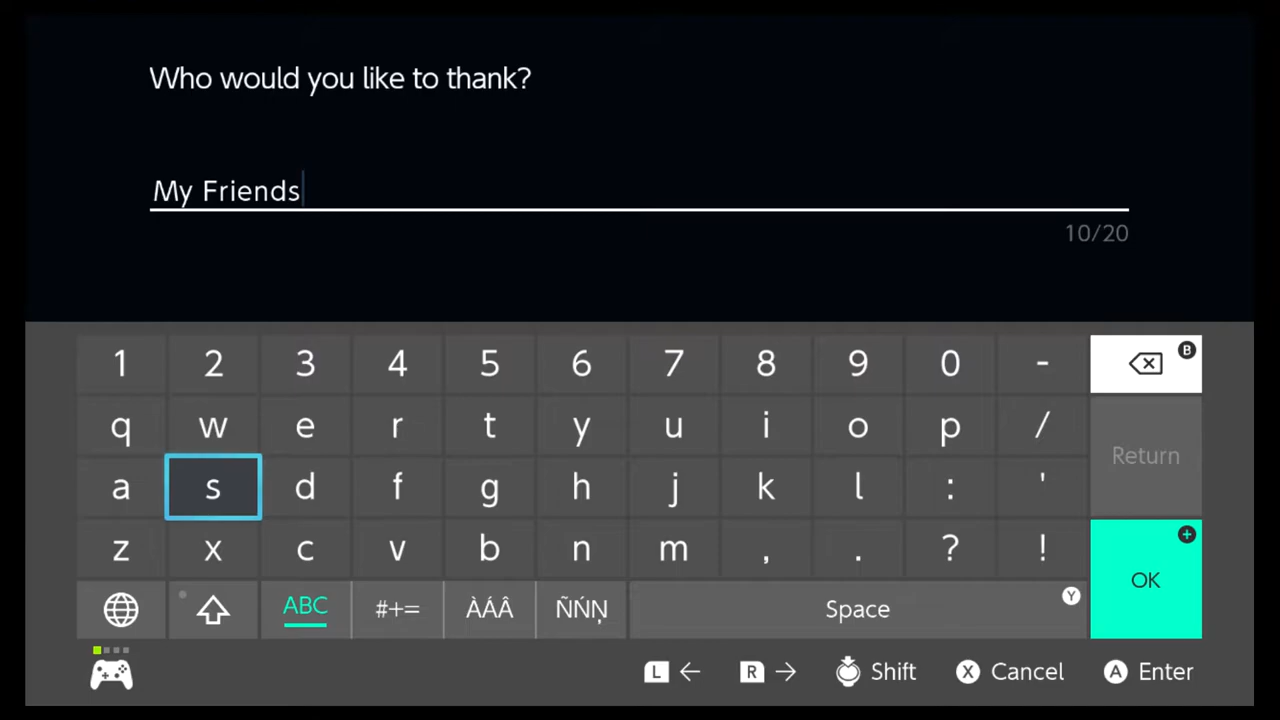 Who would you like to thank?
My Friends
10/20
1 2 3 4 5 6 7 8 9 0 - B
q w e r t y u i o p / Return
a s d f g h j k l : '
z x c v b n m , . ? ! + OK
ABC #+= ÀÁÂ ÑŃŅ Space Y
L ← R → Shift X Cancel A Enter